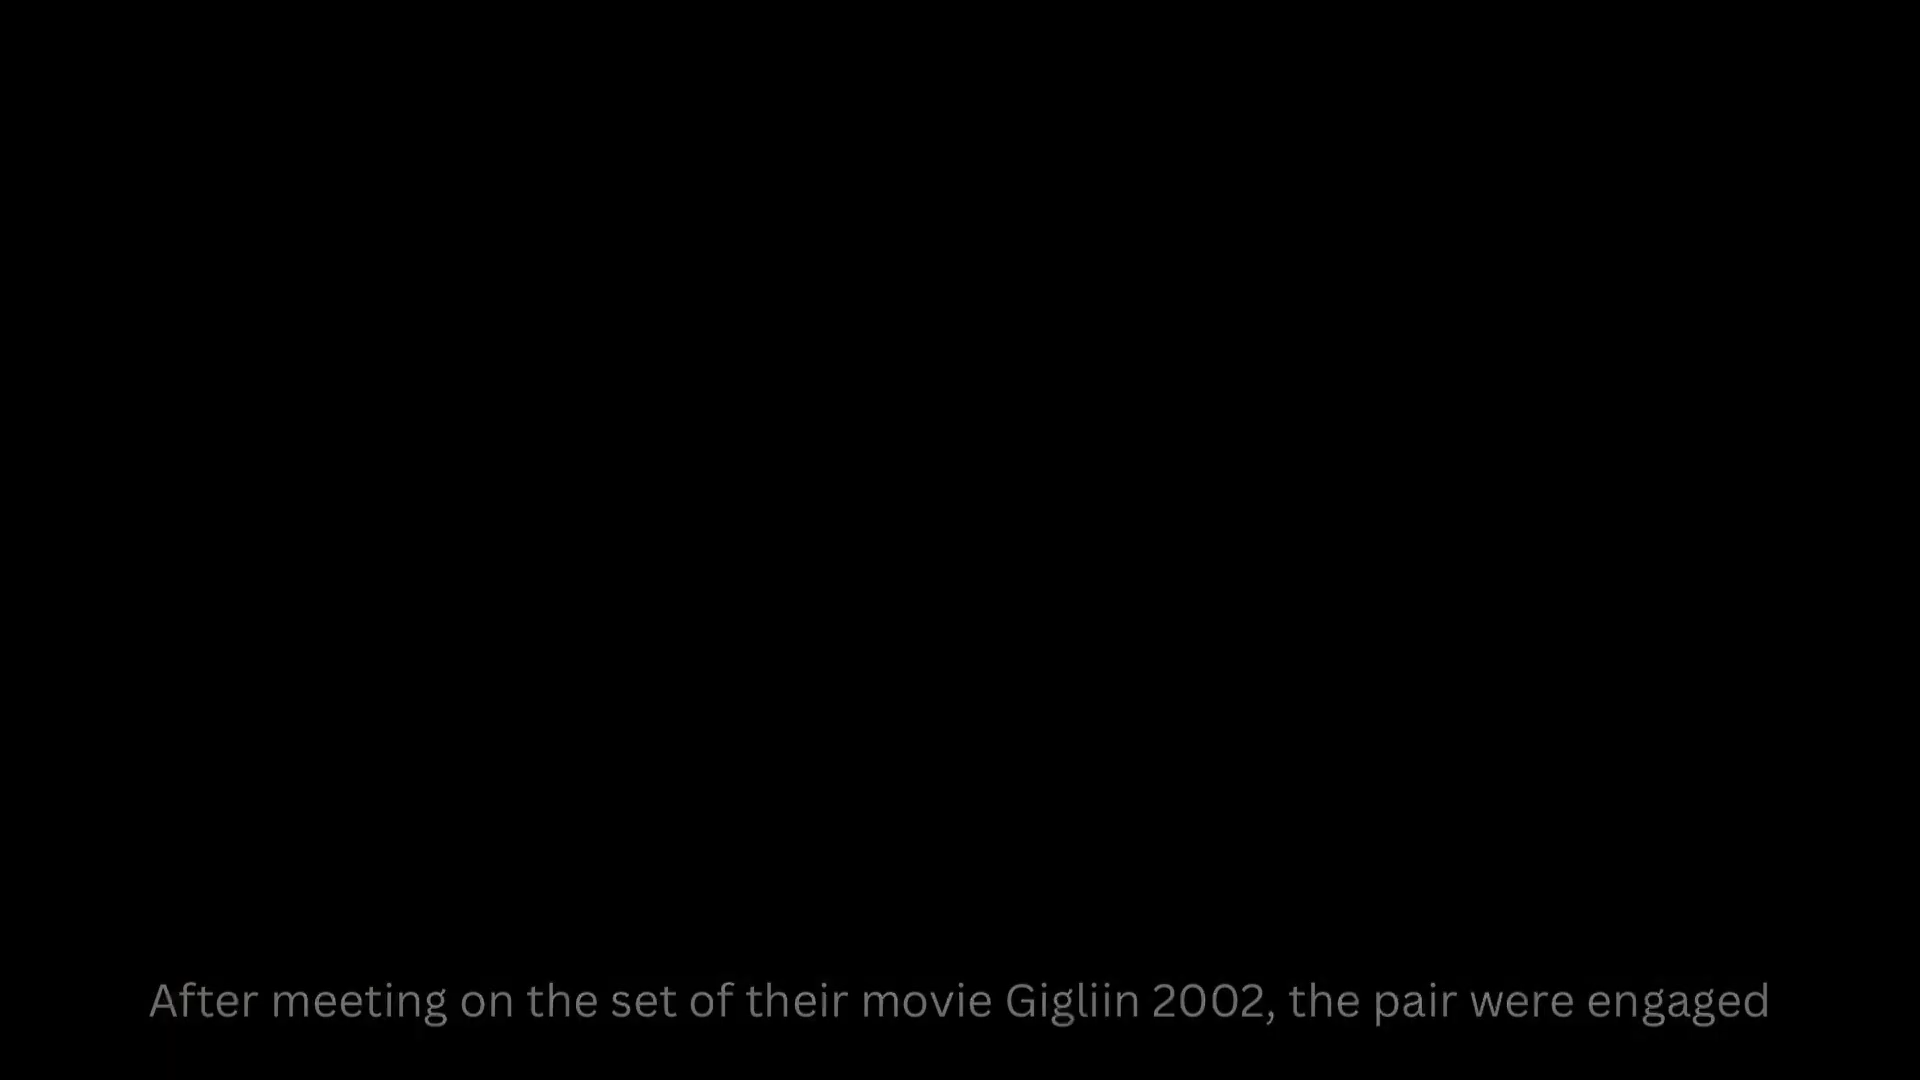 After meeting on the set of their movie Gigliin 2002, the pair were engaged